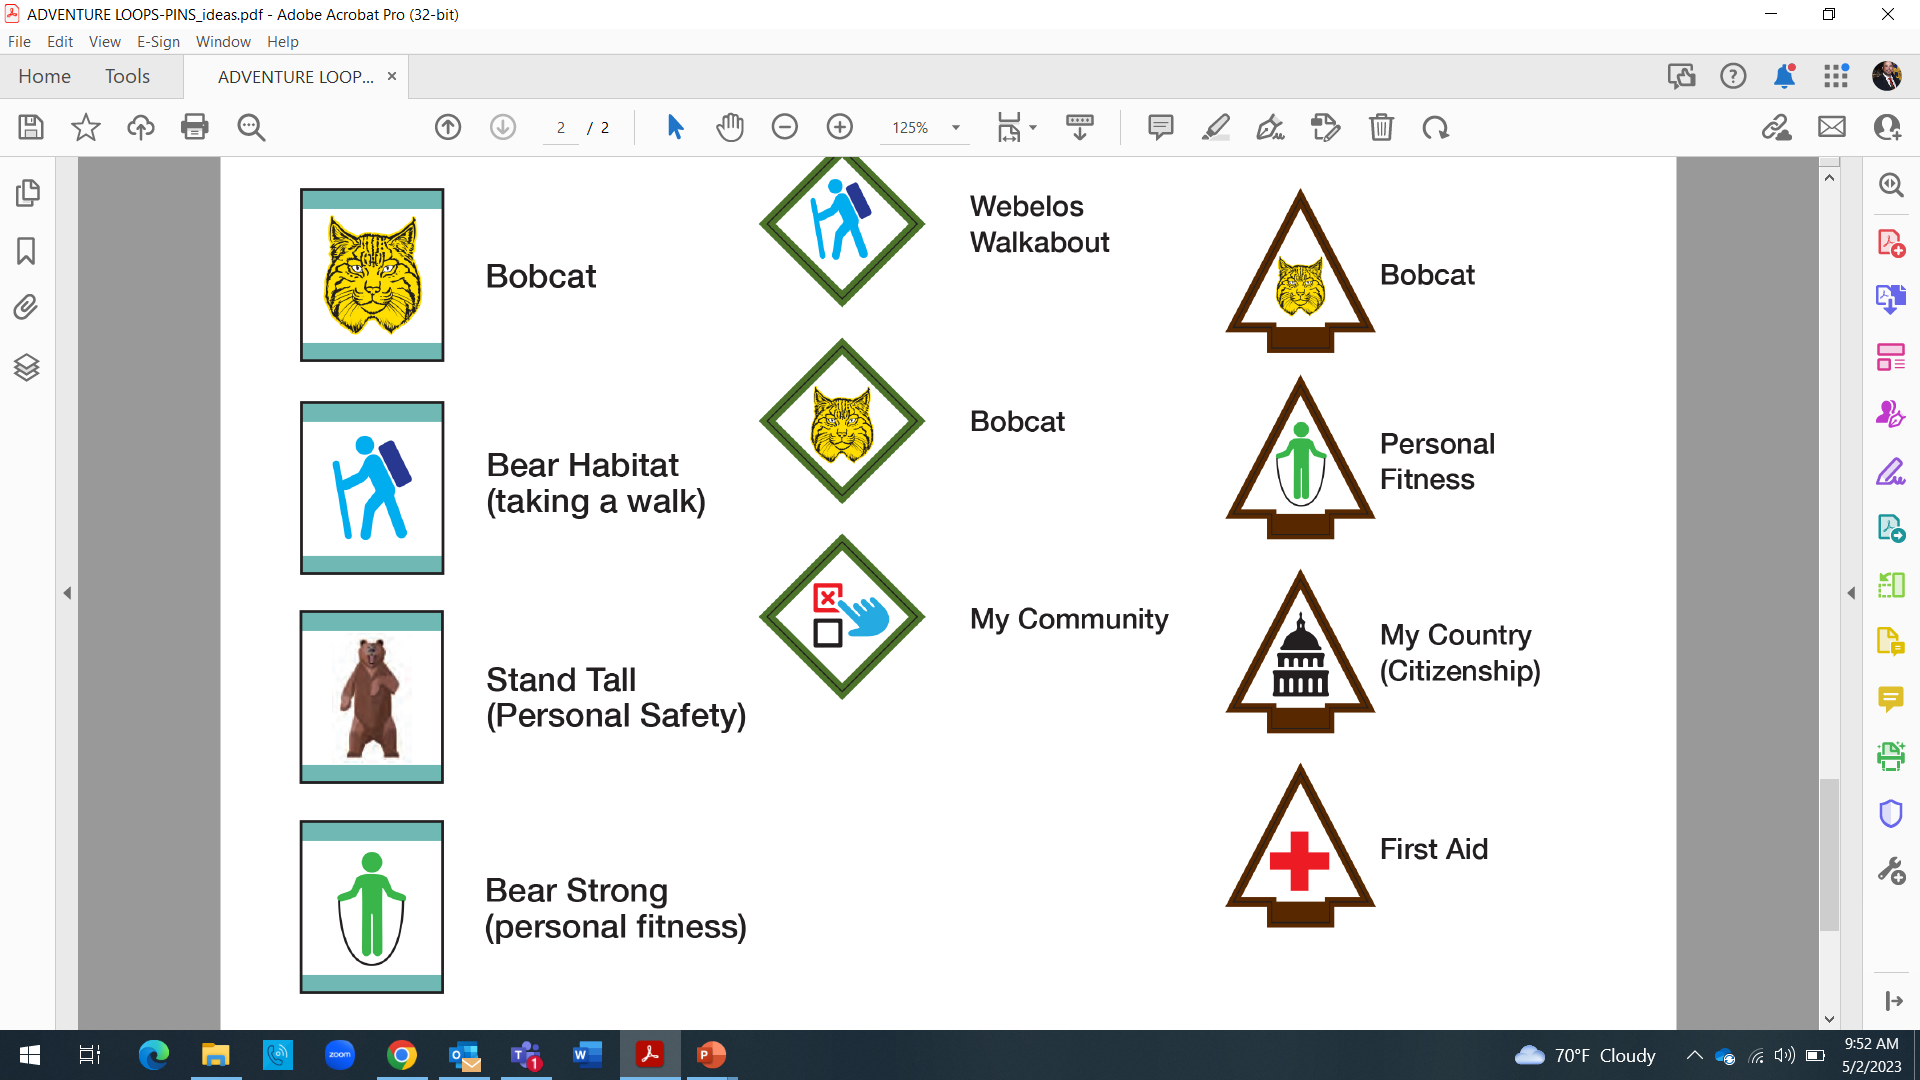 ADVENTURE LOOPS-PINS_ideas.pdf - Adobe Acrobat Pro (32-bit)
File Edit View E-Sign Window Help
Home Tools ADVENTURE LOOP... ×
2 / 2 125%
Bobcat
Bear Habitat
(taking a walk)
Stand Tall
(Personal Safety)
Bear Strong
(personal fitness)
Webelos
Walkabout
Bobcat
My Community
Bobcat
Personal
Fitness
My Country
(Citizenship)
First Aid
zoom
1
70°F Cloudy
9:52 AM
5/2/2023